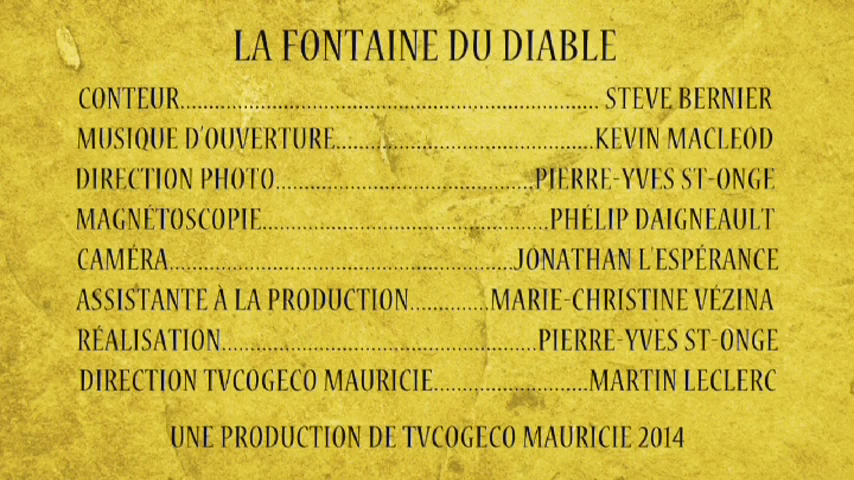 LA FONTAINE DU DIABLE
CONTEUR.......................................................................... STEVE BERNIER
MUSIQUE D'OUVERTURE.............................................KEVIN MACLEOD
DIRECTION PHOTO.............................................PIERRE-YVES ST-ONGE
MAGNÉTOSCOPIE..................................................PHÉLIP DAIGNEAULT
CAMÉRA............................................................JONATHAN L'ESPÉRANCE
ASSISTANTE À LA PRODUCTION..............MARIE-CHRISTINE VÉZINA
RÉALISATION.......................................................PIERRE-YVES ST-ONGE
DIRECTION TVCOGECO MAURICIE...........................MARTIN LECLERC
UNE PRODUCTION DE TVCOGECO MAURICIE 2014